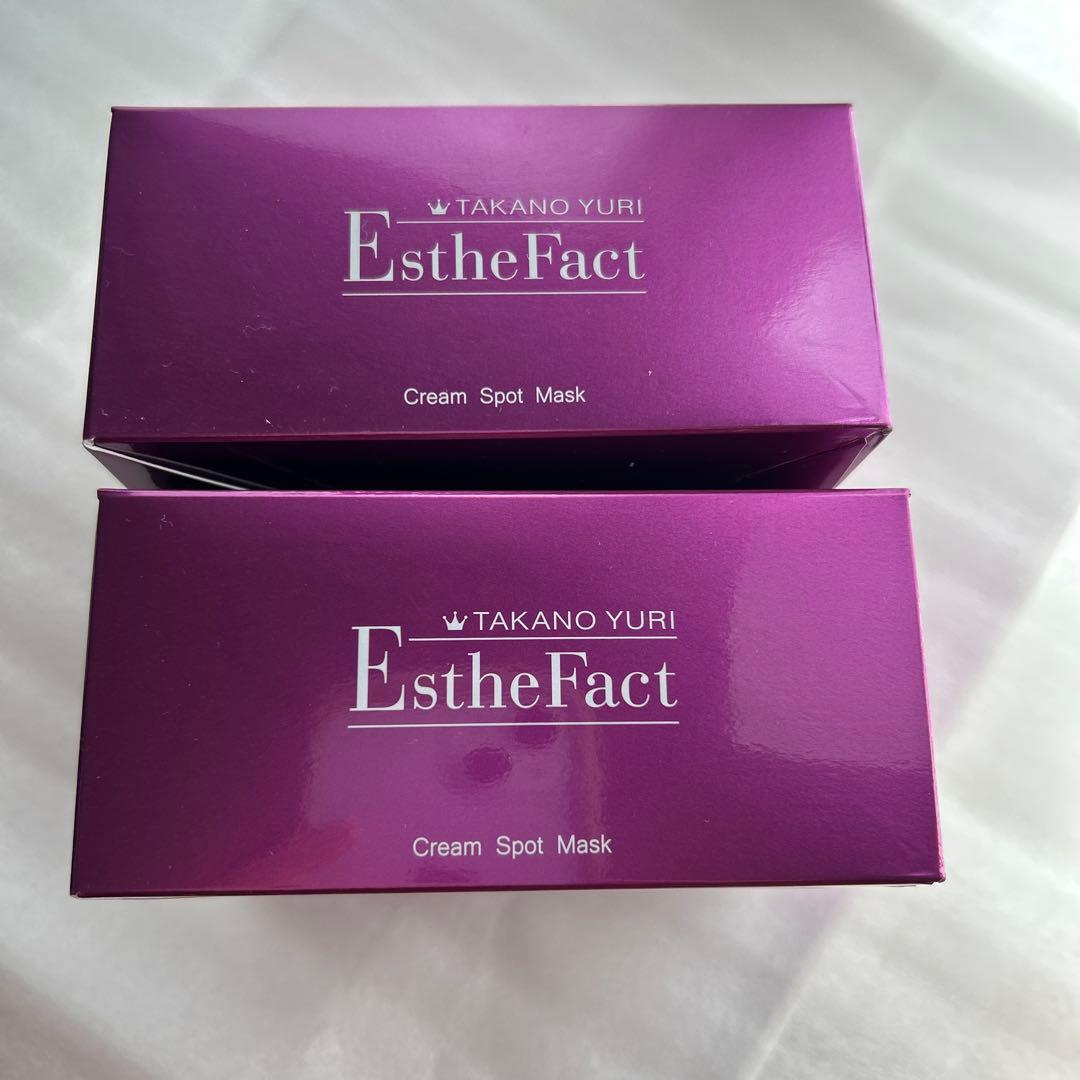 TAKANO YURI
EstheFact
Cream Spot Mask
TAKANO YURI
EstheFact
Cream Spot Mask